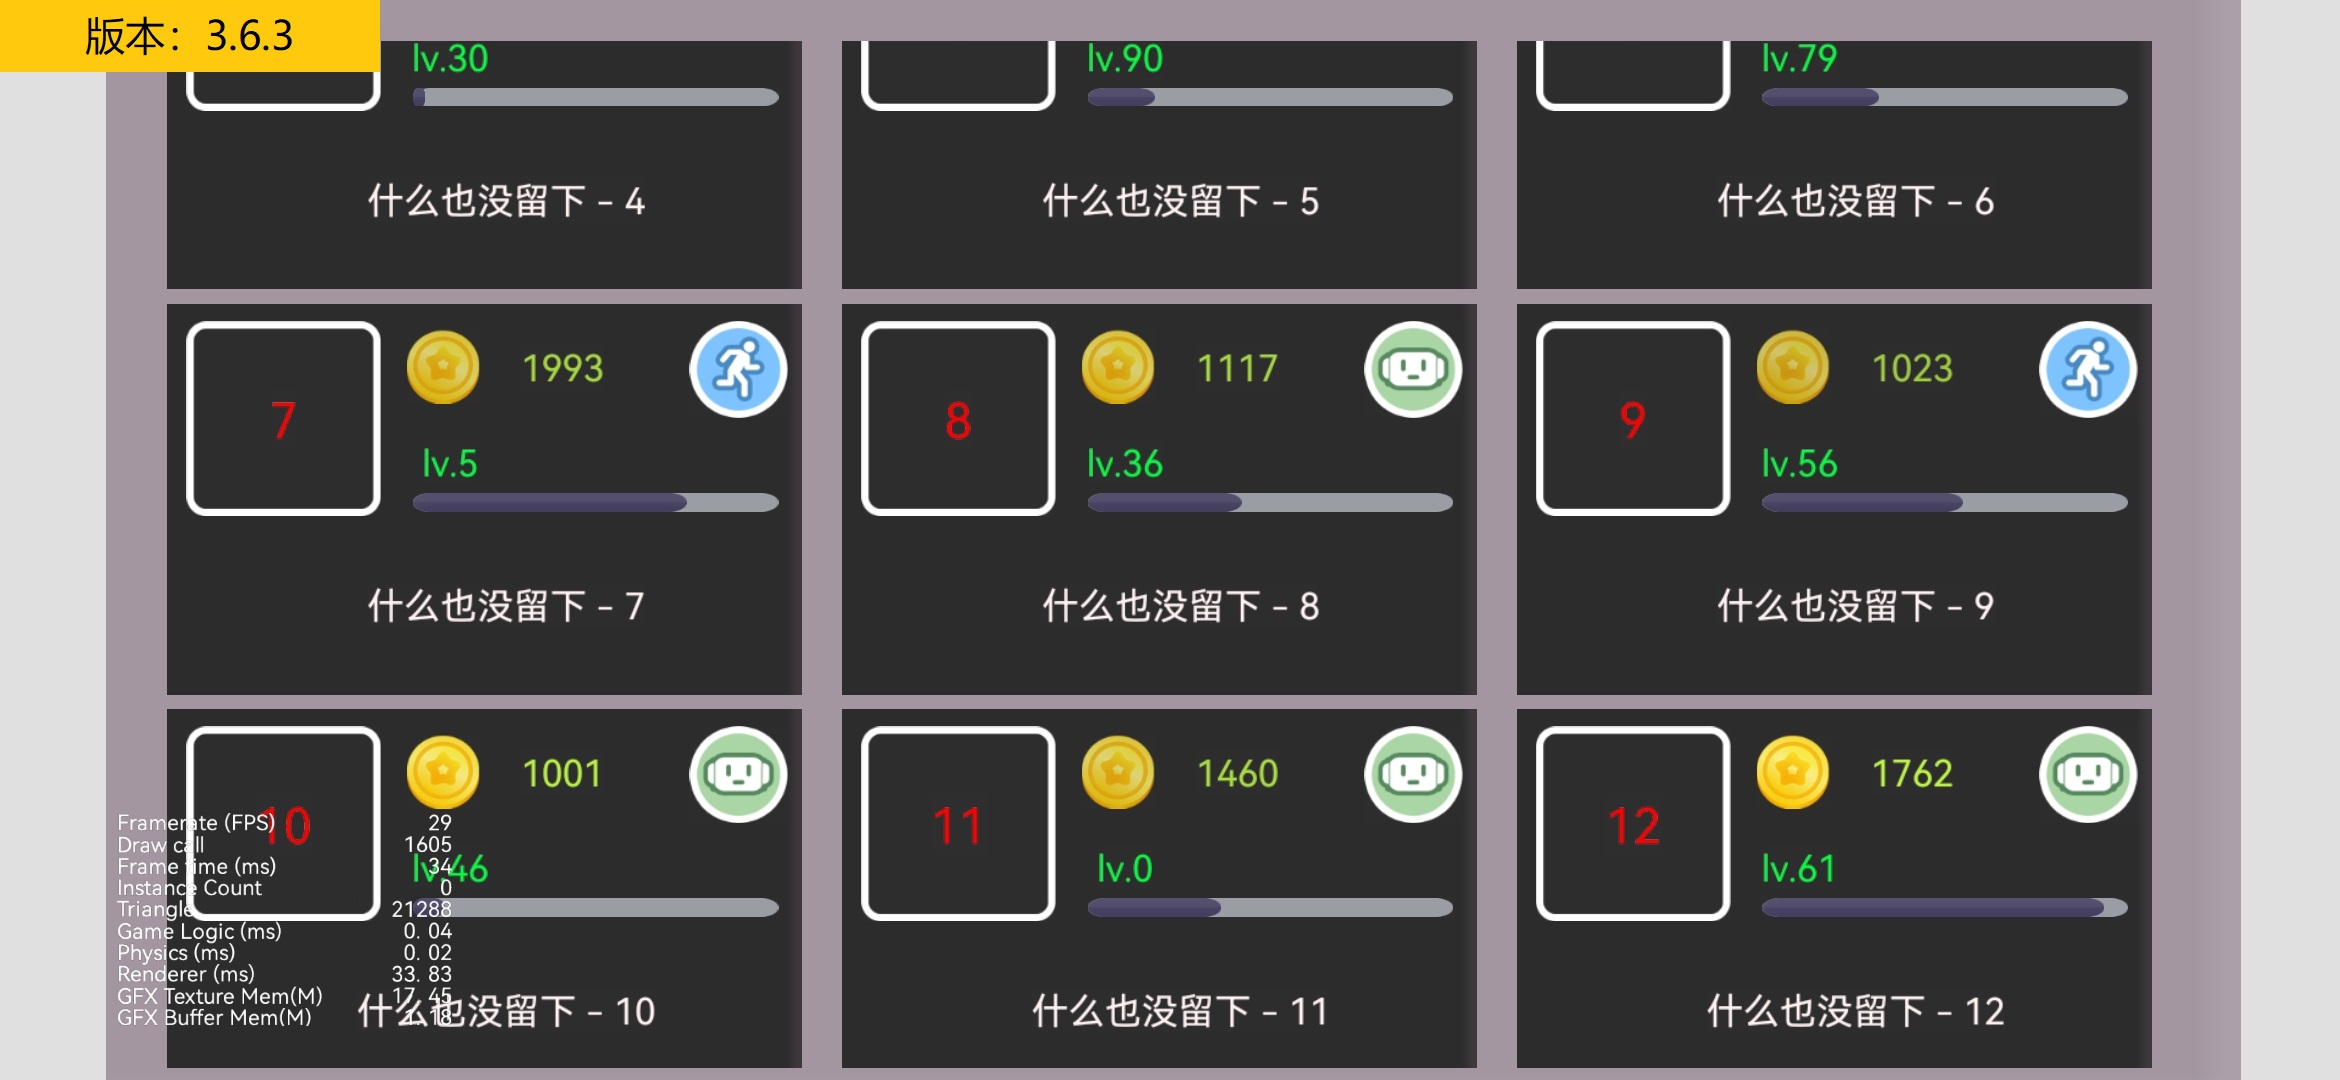 版本：3.6.3
lv.30
lv.90
lv.79
什么也没留下 - 4
什么也没留下 - 5
什么也没留下 - 6
1993
1117
1023
7
8
9
lv.5
lv.36
lv.56
什么也没留下 - 7
什么也没留下 - 8
什么也没留下 - 9
1001
1460
1762
10
11
12
lv.46
lv.0
lv.61
Framerate (FPS) 29
Draw call 1605
Frame time (ms) 34
Instance Count 0
Triangle 21288
Game Logic (ms) 0. 04
Physics (ms) 0. 02
Renderer (ms) 33. 83
GFX Texture Mem(M) 17. 45
GFX Buffer Mem(M)
什么也没留下 - 10
什么也没留下 - 11
什么也没留下 - 12